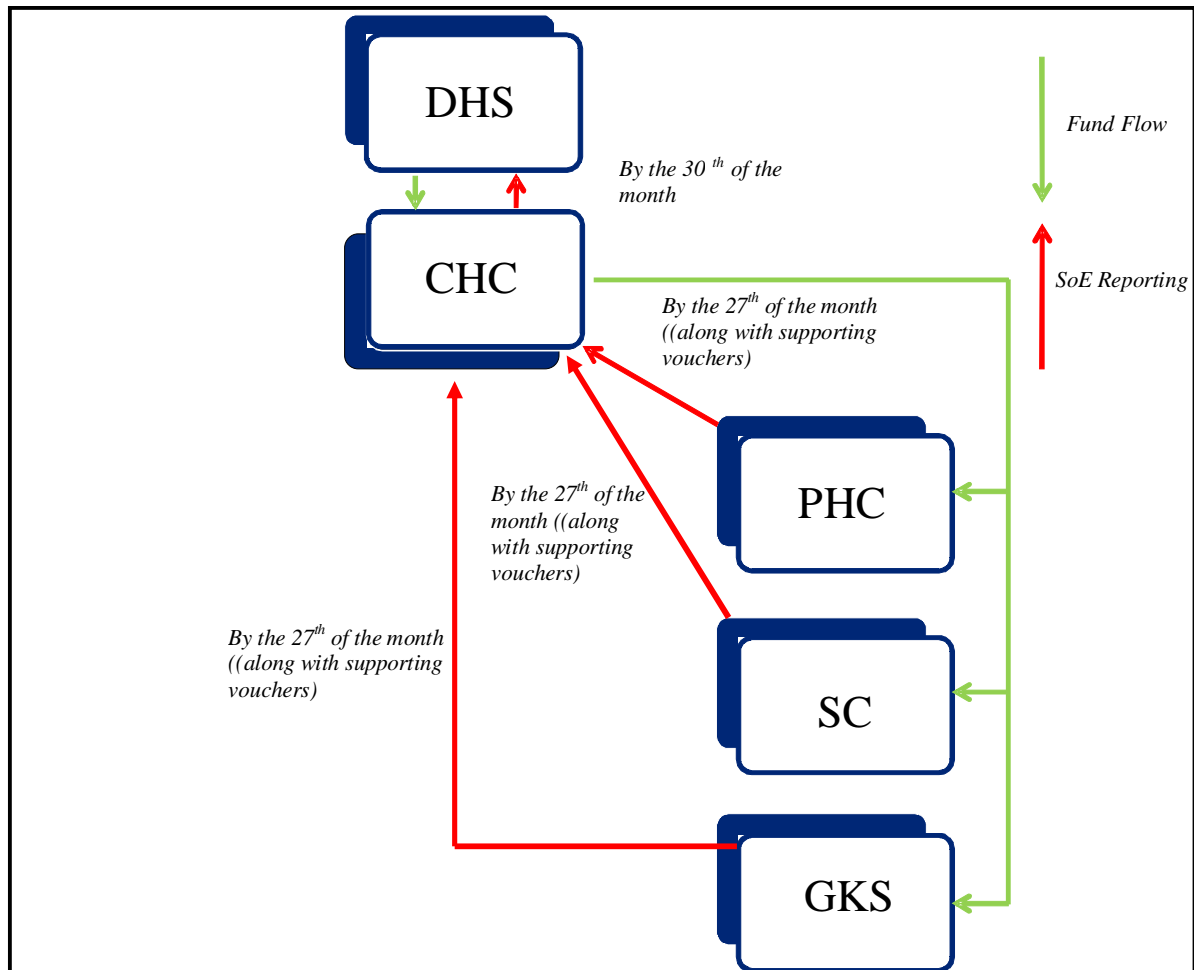 DHS
Fund Flow
By the 30 th of the
month
CHC
SoE Reporting
By the 27th of the month
((along with supporting
vouchers)
PHC
By the 27th of the
month ((along
with supporting
vouchers)
By the 27th of the month
((along with supporting
vouchers)
SC
GKS